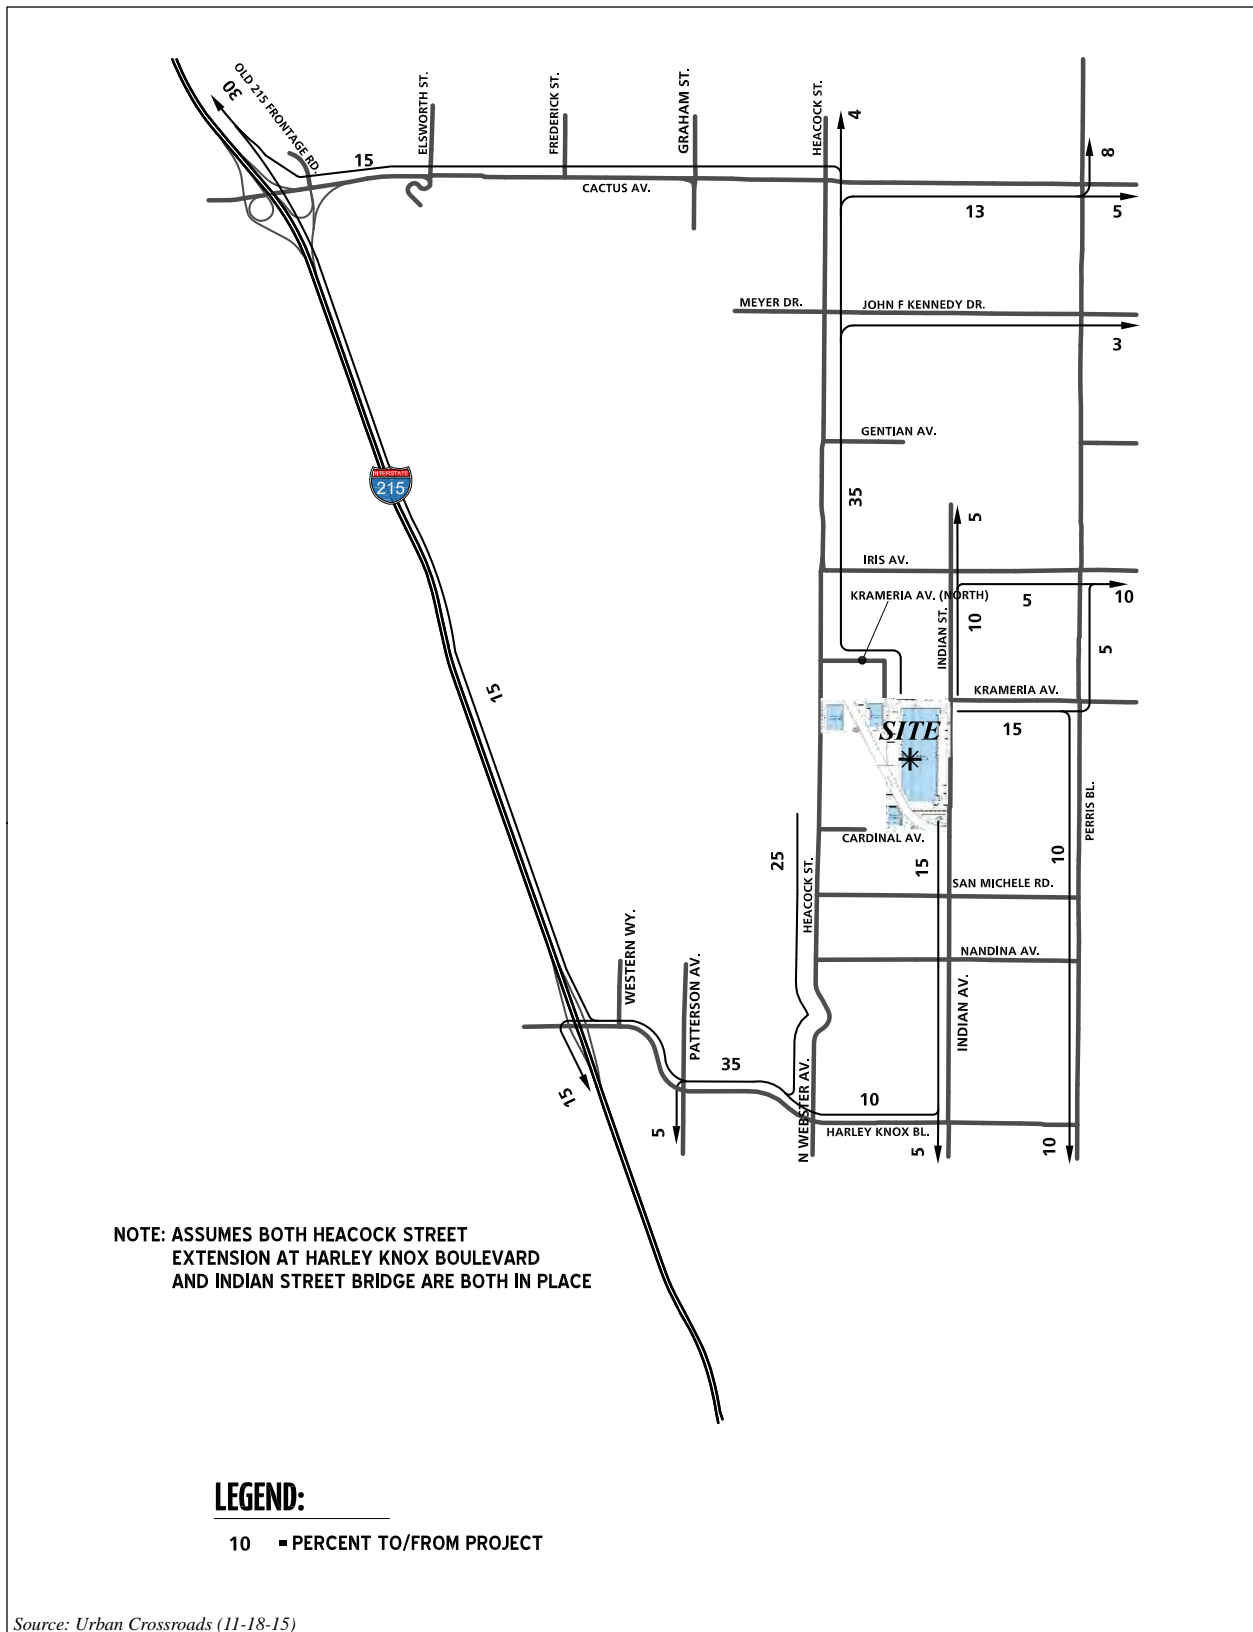 OLD 215 FRONTAGE RD.
30
15
ELSWORTH ST.
FREDERICK ST.
GRAHAM ST.
HEACOCK ST.
4
8
CACTUS AV.
13
5
MEYER DR.
JOHN F KENNEDY DR.
3
GENTIAN AV.
INTERSTATE
215
35
5
IRIS AV.
KRAMERIA AV. (NORTH)
INDIAN ST.
10
5
10
5
KRAMERIA AV.
15
15
SITE
PERRIS BL.
CARDINAL AV.
25
HEACOCK ST.
15
10
SAN MICHELE RD.
WESTERN WY.
PATTERSON AV.
NANDINA AV.
INDIAN AV.
35
N WEBSTER AV.
10
15
5
HARLEY KNOX BL.
5
10
NOTE: ASSUMES BOTH HEACOCK STREET
EXTENSION AT HARLEY KNOX BOULEVARD
AND INDIAN STREET BRIDGE ARE BOTH IN PLACE
LEGEND:
10 = PERCENT TO/FROM PROJECT
Source: Urban Crossroads (11-18-15)